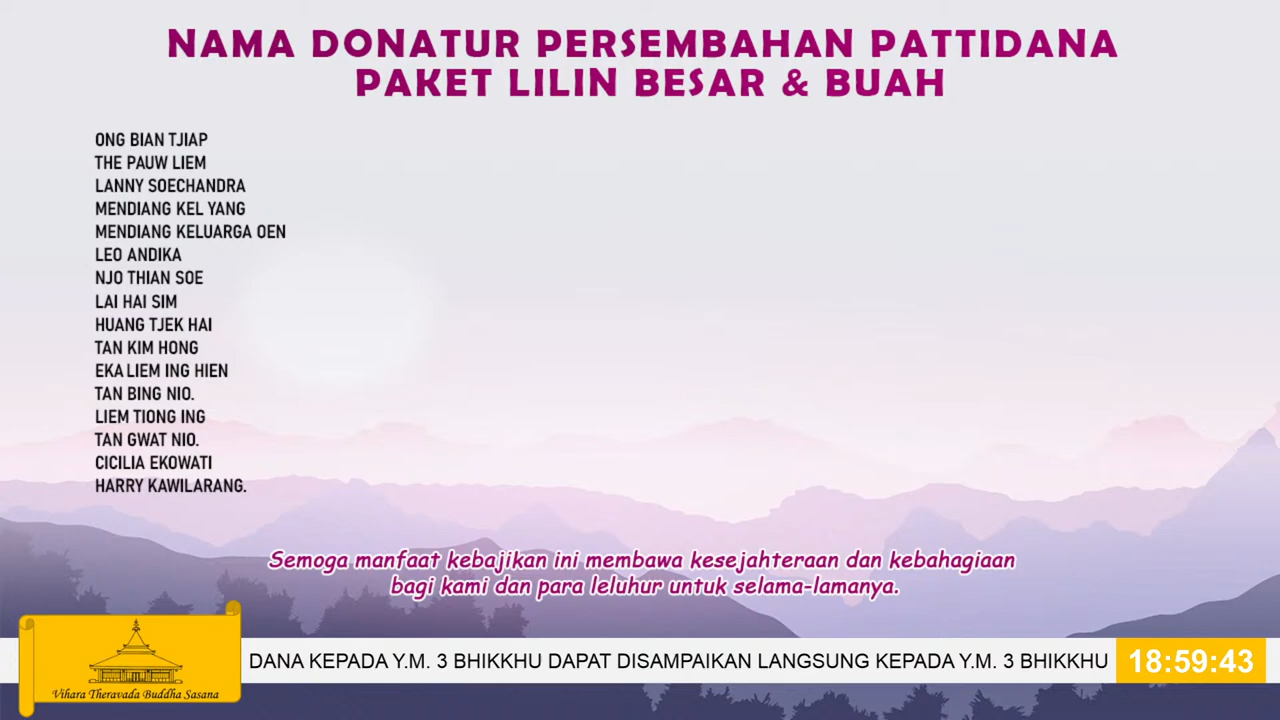 NAMA DONATUR PERSEMBAHAN PATTIDANA
PAKET LILIN BESAR & BUAH
ONG BIAN TJIAP
THE PAUW LIEM
LANNY SOECHANDRA
MENDIANG KEL YANG
MENDIANG KELUARGA OEN
LEO ANDIKA
NJO THIAN SOE
LAI HAI SIM
HUANG TJEK HAI
TAN KIM HONG
EKA LIEM ING HIEN
TAN BING NIO.
LIEM TIONG ING
TAN GWAT NIO.
CICILIA EKOWATI
HARRY KAWILARANG.
Semoga manfaat kebajikan ini membawa kesejahteraan dan kebahagiaan
bagi kami dan para leluhur untuk selama-lamanya.
DANA KEPADA Y.M. 3 BHIKKHU DAPAT DISAMPAIKAN LANGSUNG KEPADA Y.M. 3 BHIKKHU
18:59:43
Vihara Theravada Buddha Sasana